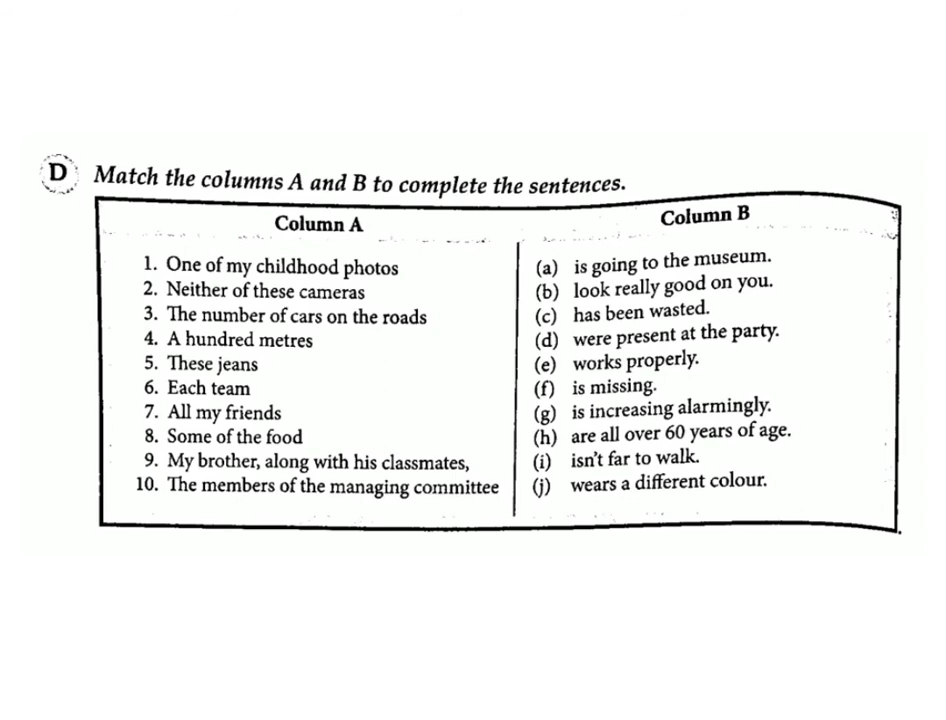 D Match the columns A and B to complete the sentences.
Column A
Column B
1. One of my childhood photos
2. Neither of these cameras
3. The number of cars on the roads
4. A hundred metres
5. These jeans
6. Each team
7. All my friends
8. Some of the food
9. My brother, along with his classmates,
10. The members of the managing committee
(a) is going to the museum.
(b) look really good on you.
(c) has been wasted.
(d) were present at the party.
(e) works properly.
(f) is missing.
(g) is increasing alarmingly.
(h) are all over 60 years of age.
(i) isn't far to walk.
(j) wears a different colour.